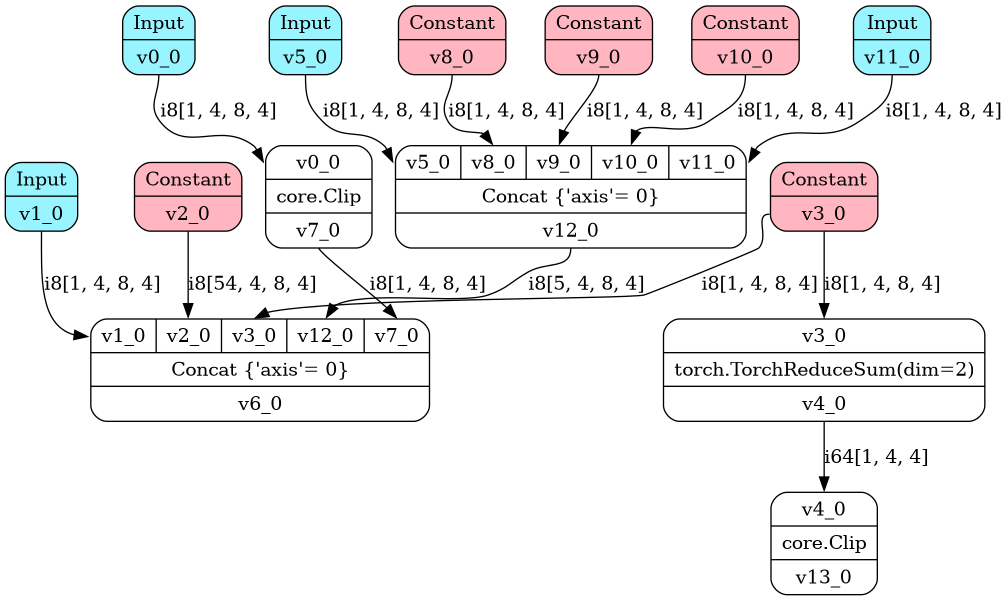 Input
v0_0
Input
v5_0
Constant
v8_0
Constant
v9_0
Constant
v10_0
Input
v11_0
i8[1, 4, 8, 4]
i8[1, 4, 8, 4]
i8[1, 4, 8, 4]
i8[1, 4, 8, 4]
i8[1, 4, 8, 4]
i8[1, 4, 8, 4]
Input
v1_0
Constant
v2_0
v0_0
core.Clip
v7_0
v5_0 v8_0 v9_0 v10_0 v11_0
Concat {'axis'= 0}
v12_0
Constant
v3_0
i8[1, 4, 8, 4]
i8[54, 4, 8, 4]
i8[1, 4, 8, 4]
i8[5, 4, 8, 4]
i8[1, 4, 8, 4]
i8[1, 4, 8, 4]
v1_0 v2_0 v3_0 v12_0 v7_0
Concat {'axis'= 0}
v6_0
v3_0
torch.TorchReduceSum(dim=2)
v4_0
i64[1, 4, 4]
v4_0
core.Clip
v13_0